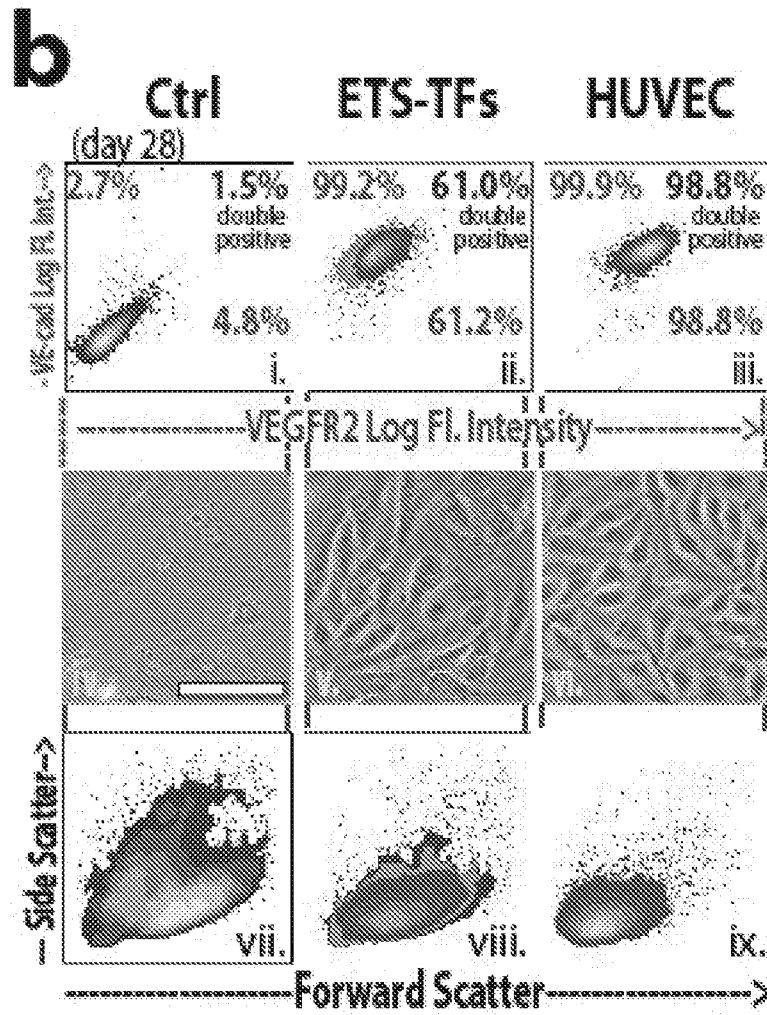 b
Ctrl ETS-TFs HUVEC
(day 28)
2.7% 1.5% 99.2% 61.0% 99.9% 98.8%
double double double
positive positive positive
4.8% 61.2% 98.8%
i. ii. iii.
VE-cad Log Fl. Int.-->
VEGFR2 Log Fl. Intensity
iv. v. vi.
Side Scatter-->
vii. viii. ix.
Forward Scatter